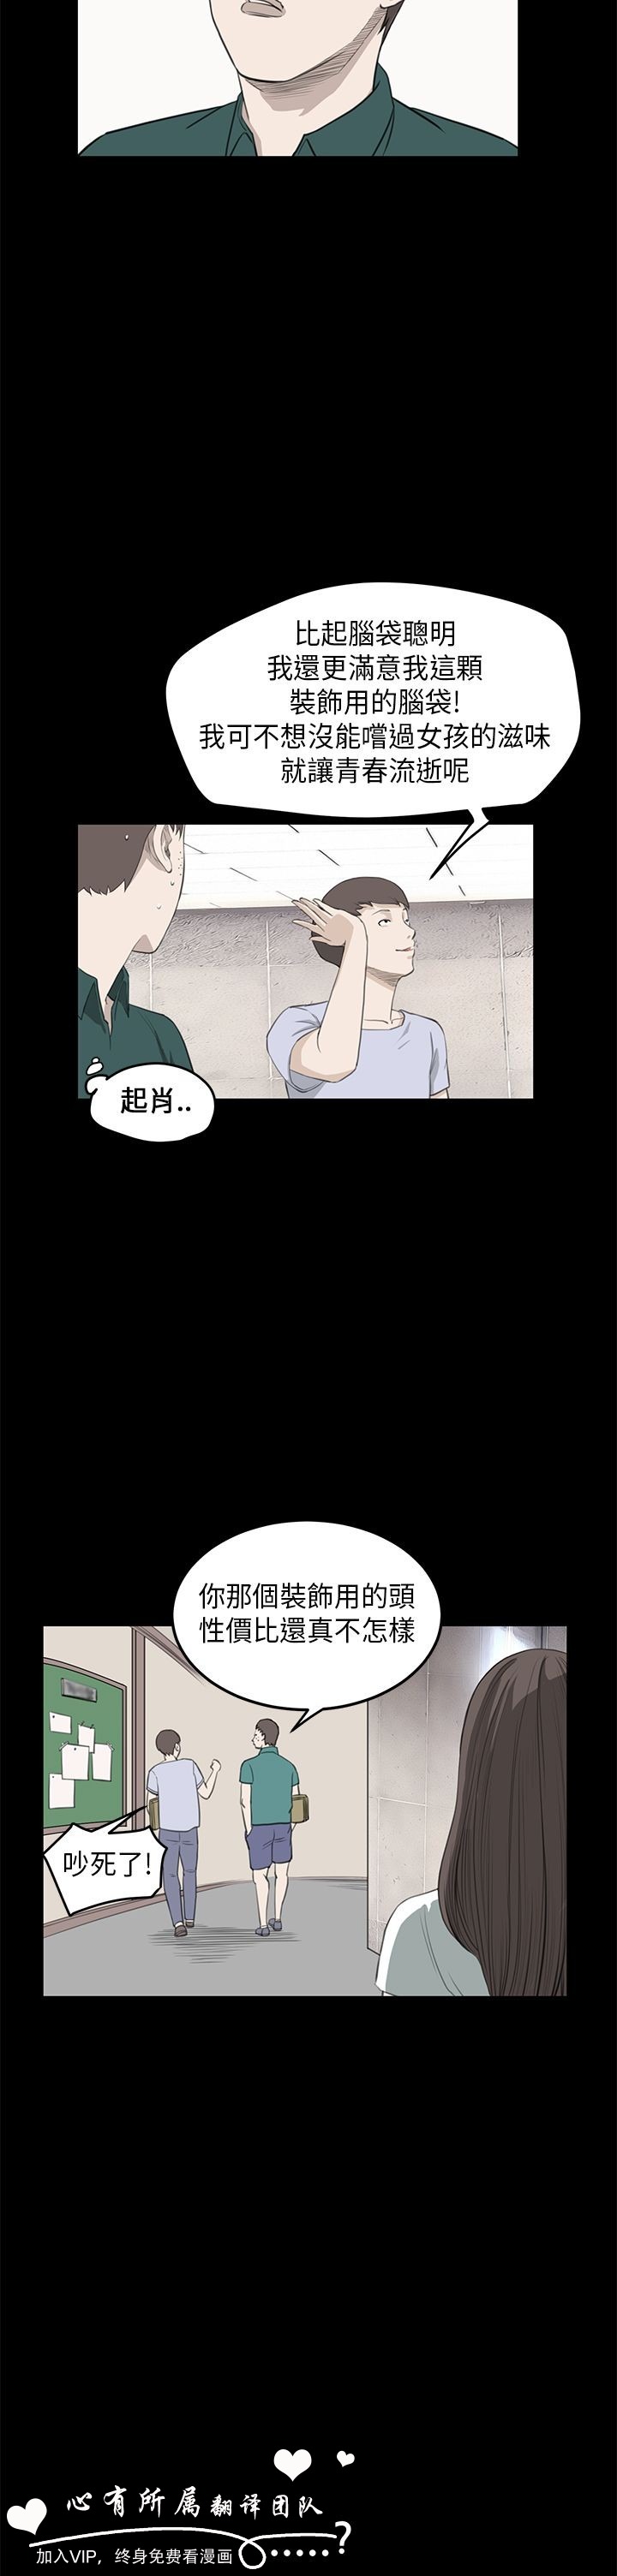 比起腦袋聰明
我還更滿意我這顆
裝飾用的腦袋!
我可不想沒能嚐過女孩的滋味
就讓青春流逝呢
起肖..
你那個裝飾用的頭
性價比還真不怎樣
吵死了!
心有所属翻译团队
加入VIP，终身免费看漫画
.....?